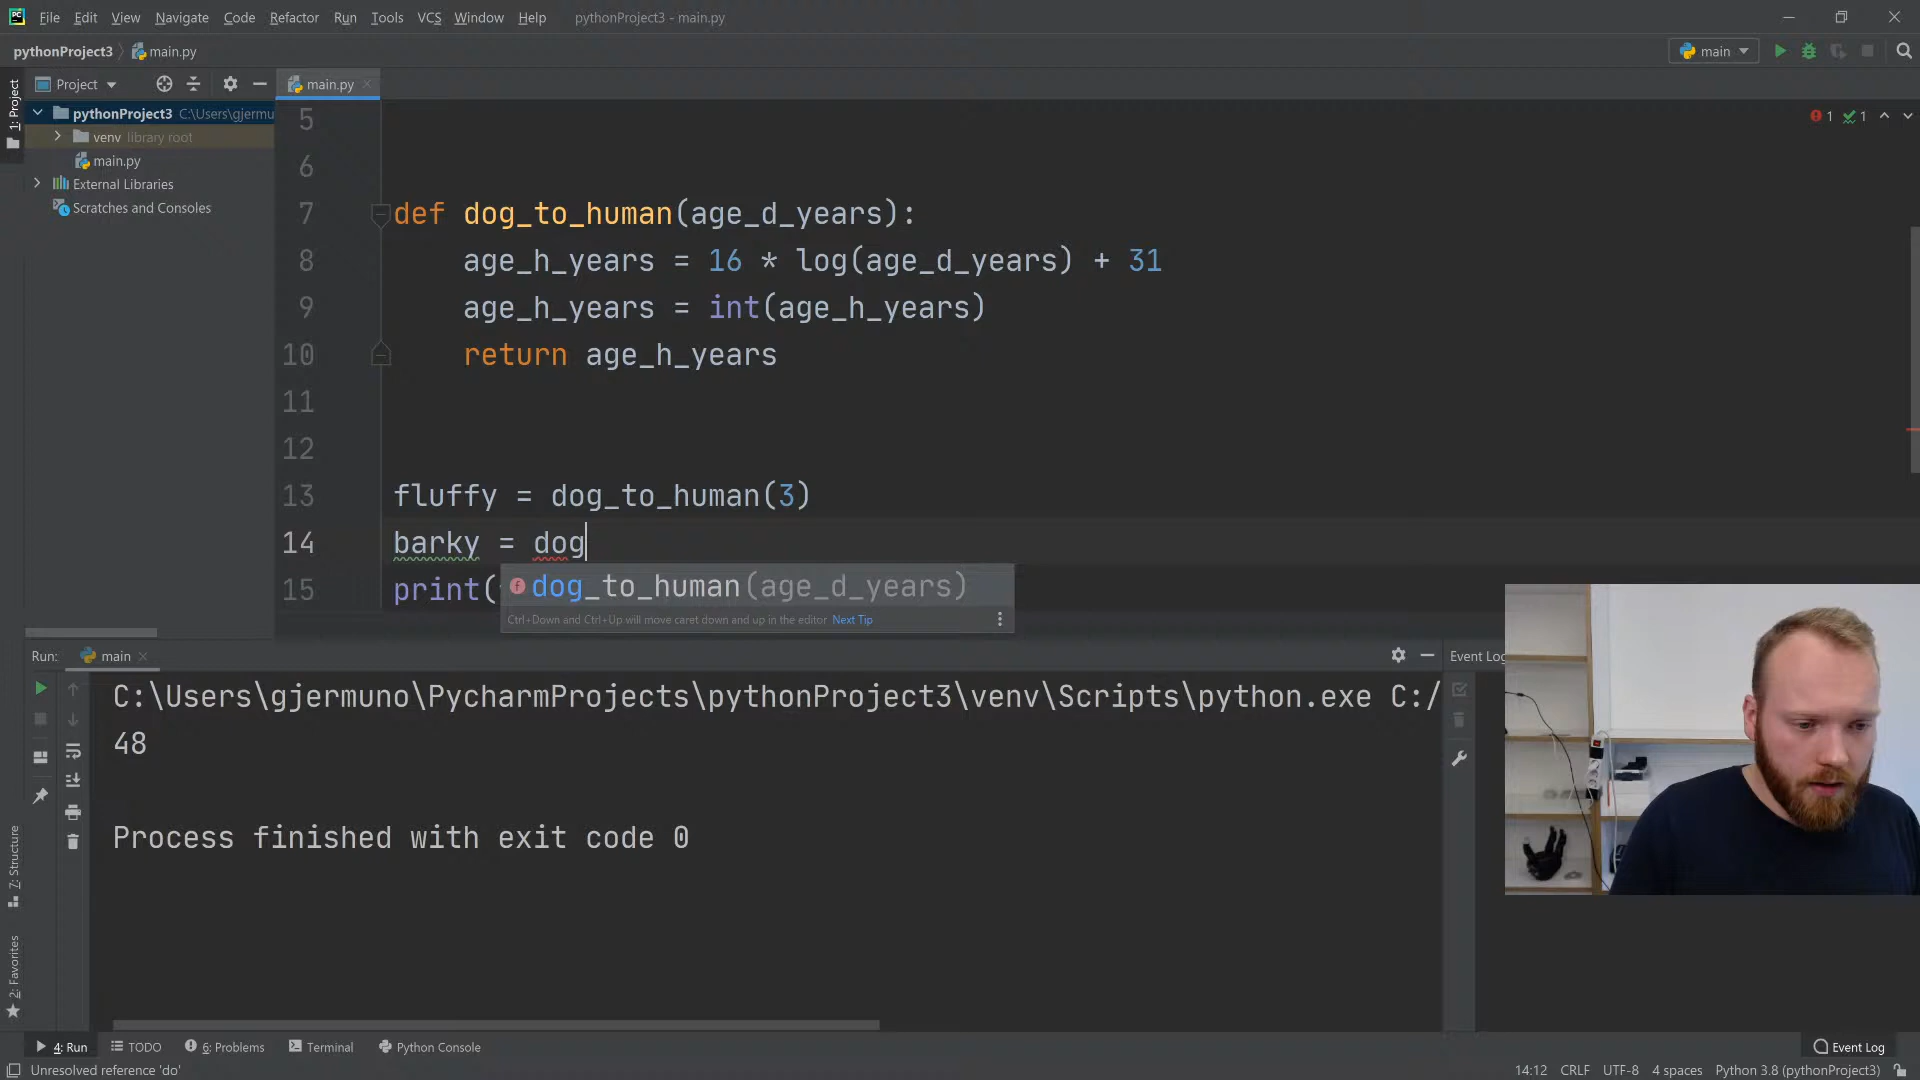 File Edit View Navigate Code Refactor Run Tools VCS Window Help pythonProject3 - main.py
pythonProject3 main.py
main
Project
main.py
1: Project
pythonProject3 C:\Users\gjermu
venv library root
main.py
External Libraries
Scratches and Consoles
1 1
5
6
7 def dog_to_human(age_d_years):
8 age_h_years = 16 * log(age_d_years) + 31
9 age_h_years = int(age_h_years)
10 return age_h_years
11
12
13 fluffy = dog_to_human(3)
14 barky = dog
15 print(
f dog_to_human(age_d_years)
Ctrl+Down and Ctrl+Up will move caret down and up in the editor Next Tip
Run: main
Event Log
C:\Users\gjermuno\PycharmProjects\pythonProject3\venv\Scripts\python.exe C:/
48
Process finished with exit code 0
7: Structure
2: Favorites
4: Run TODO 6: Problems Terminal Python Console
Event Log
Unresolved reference 'do'
14:12 CRLF UTF-8 4 spaces Python 3.8 (pythonProject3)